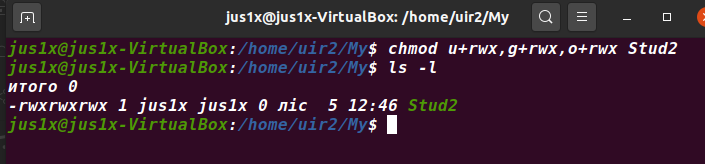 jus1x@jus1x-VirtualBox: /home/uir2/My
jus1x@jus1x-VirtualBox:/home/uir2/My$ chmod u+rwx,g+rwx,o+rwx Stud2
jus1x@jus1x-VirtualBox:/home/uir2/My$ ls -l
итого 0
-rwxrwxrwx 1 jus1x jus1x 0 ліс  5 12:46 Stud2
jus1x@jus1x-VirtualBox:/home/uir2/My$